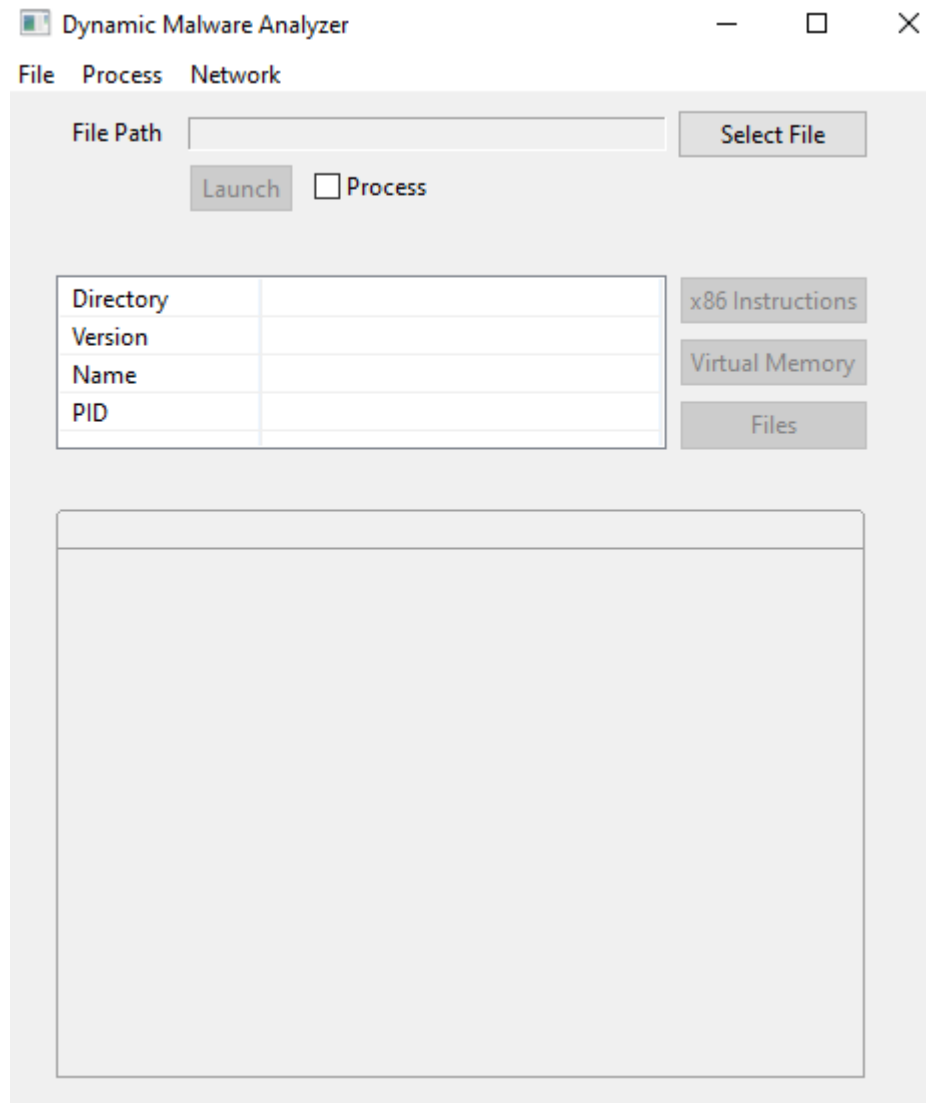 Dynamic Malware Analyzer
File Process Network
File Path Select File
Launch Process
Directory x86 Instructions
Version
Name Virtual Memory
PID Files